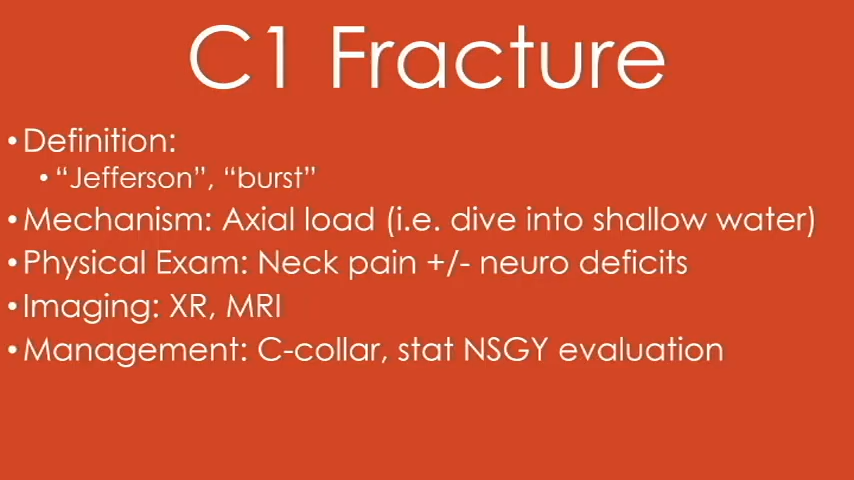 C1 Fracture
• Definition:
• “Jefferson”, “burst”
• Mechanism: Axial load (i.e. dive into shallow water)
• Physical Exam: Neck pain +/- neuro deficits
• Imaging: XR, MRI
• Management: C-collar, stat NSGY evaluation